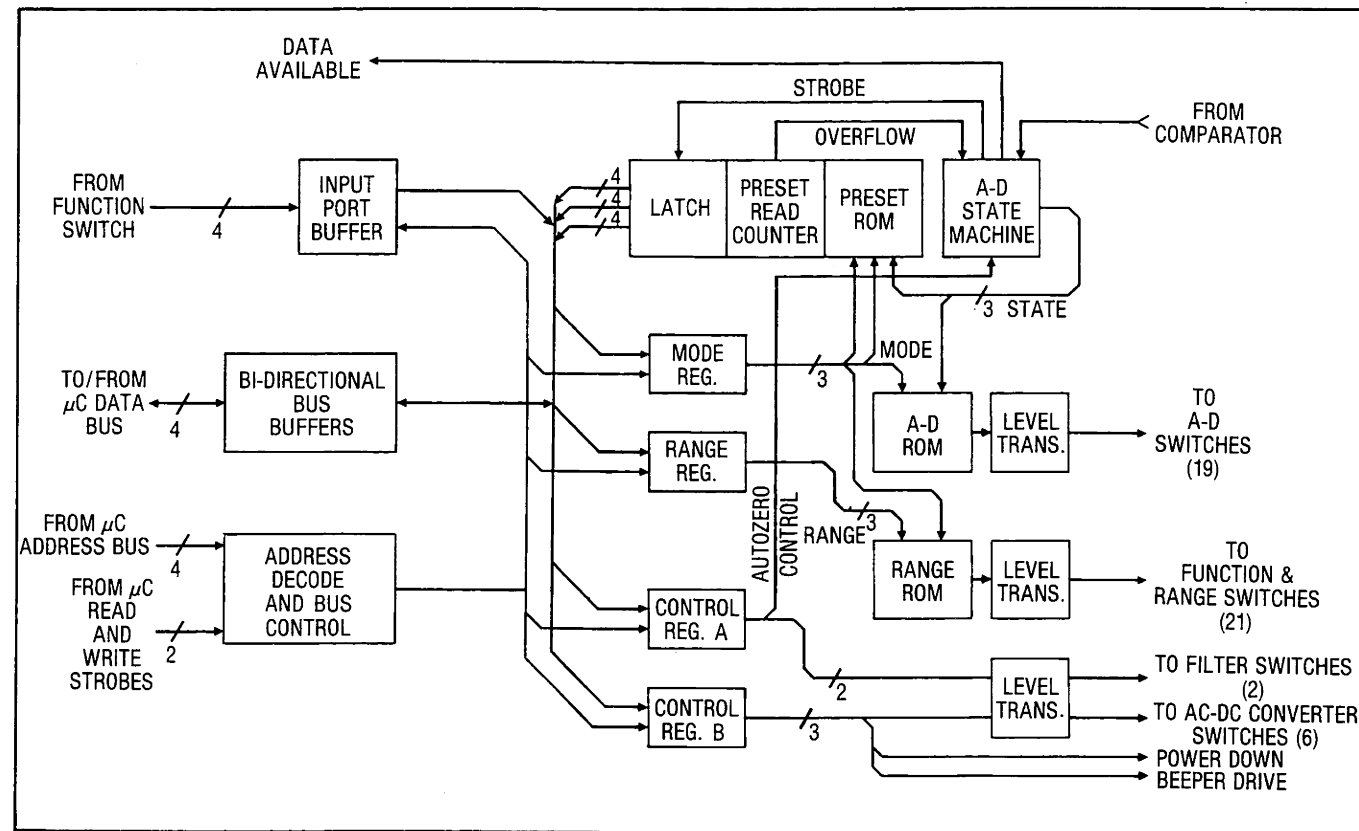 DATA
AVAILABLE
STROBE
FROM
COMPARATOR
OVERFLOW
FROM
FUNCTION
SWITCH
4
INPUT
PORT
BUFFER
4
4
4
LATCH
PRESET
READ
COUNTER
PRESET
ROM
A-D
STATE
MACHINE
3 STATE
TO/FROM
μC DATA
BUS
4
BI-DIRECTIONAL
BUS
BUFFERS
MODE
REG.
3
MODE
A-D
ROM
LEVEL
TRANS.
TO
A-D
SWITCHES
(19)
RANGE
REG.
3
RANGE
AUTOZERO
CONTROL
FROM μC
ADDRESS BUS
4
FROM μC
READ
AND
WRITE
STROBES
2
ADDRESS
DECODE
AND BUS
CONTROL
RANGE
ROM
LEVEL
TRANS.
TO
FUNCTION &
RANGE SWITCHES
(21)
CONTROL
REG. A
2
LEVEL
TRANS.
TO FILTER SWITCHES
(2)
CONTROL
REG. B
3
TO AC-DC CONVERTER
SWITCHES (6)
POWER DOWN
BEEPER DRIVE